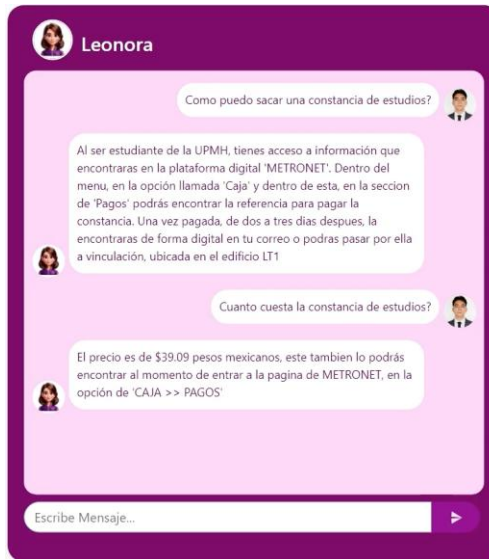 Leonora
Como puedo sacar una constancia de estudios?
Al ser estudiante de la UPMH, tienes acceso a información que
encontraras en la plataforma digital 'METRONET'. Dentro del
menu, en la opción llamada 'Caja' y dentro de esta, en la seccion
de 'Pagos' podrás encontrar la referencia para pagar la
constancia. Una vez pagada, de dos a tres dias despues, la
encontraras de forma digital en tu correo o podras pasar por ella
a vinculación, ubicada en el edificio LT1
Cuanto cuesta la constancia de estudios?
El precio es de $39.09 pesos mexicanos, este tambien lo podrás
encontrar al momento de entrar a la pagina de METRONET, en la
opción de 'CAJA >> PAGOS'
Escribe Mensaje...